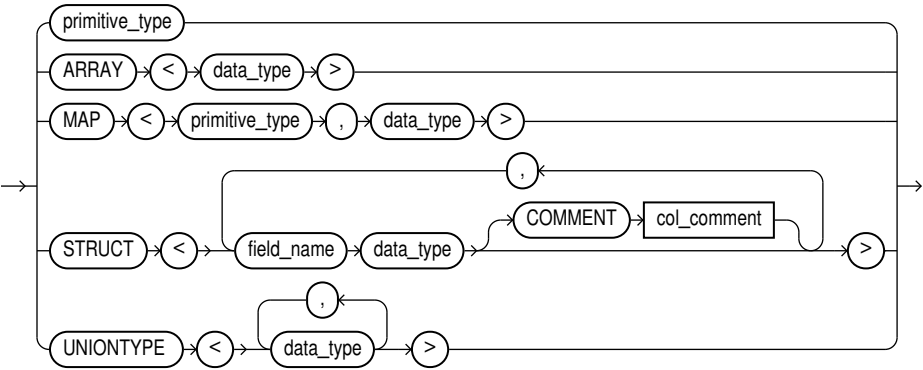 primitive_type
ARRAY < data_type >
MAP < primitive_type , data_type >
,
COMMENT col_comment
STRUCT < field_name data_type >
,
UNIONTYPE < data_type >